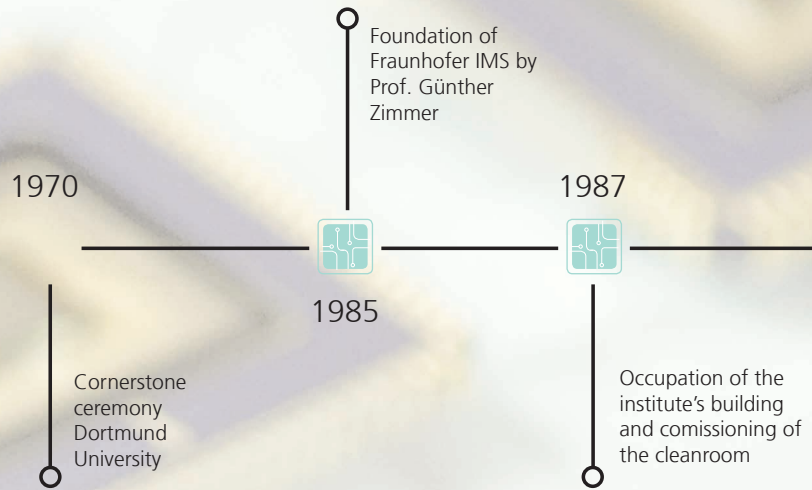 1970
Cornerstone
ceremony
Dortmund
University
Foundation of
Fraunhofer IMS by
Prof. Günther
Zimmer
1985
1987
Occupation of the
institute’s building
and comissioning of
the cleanroom